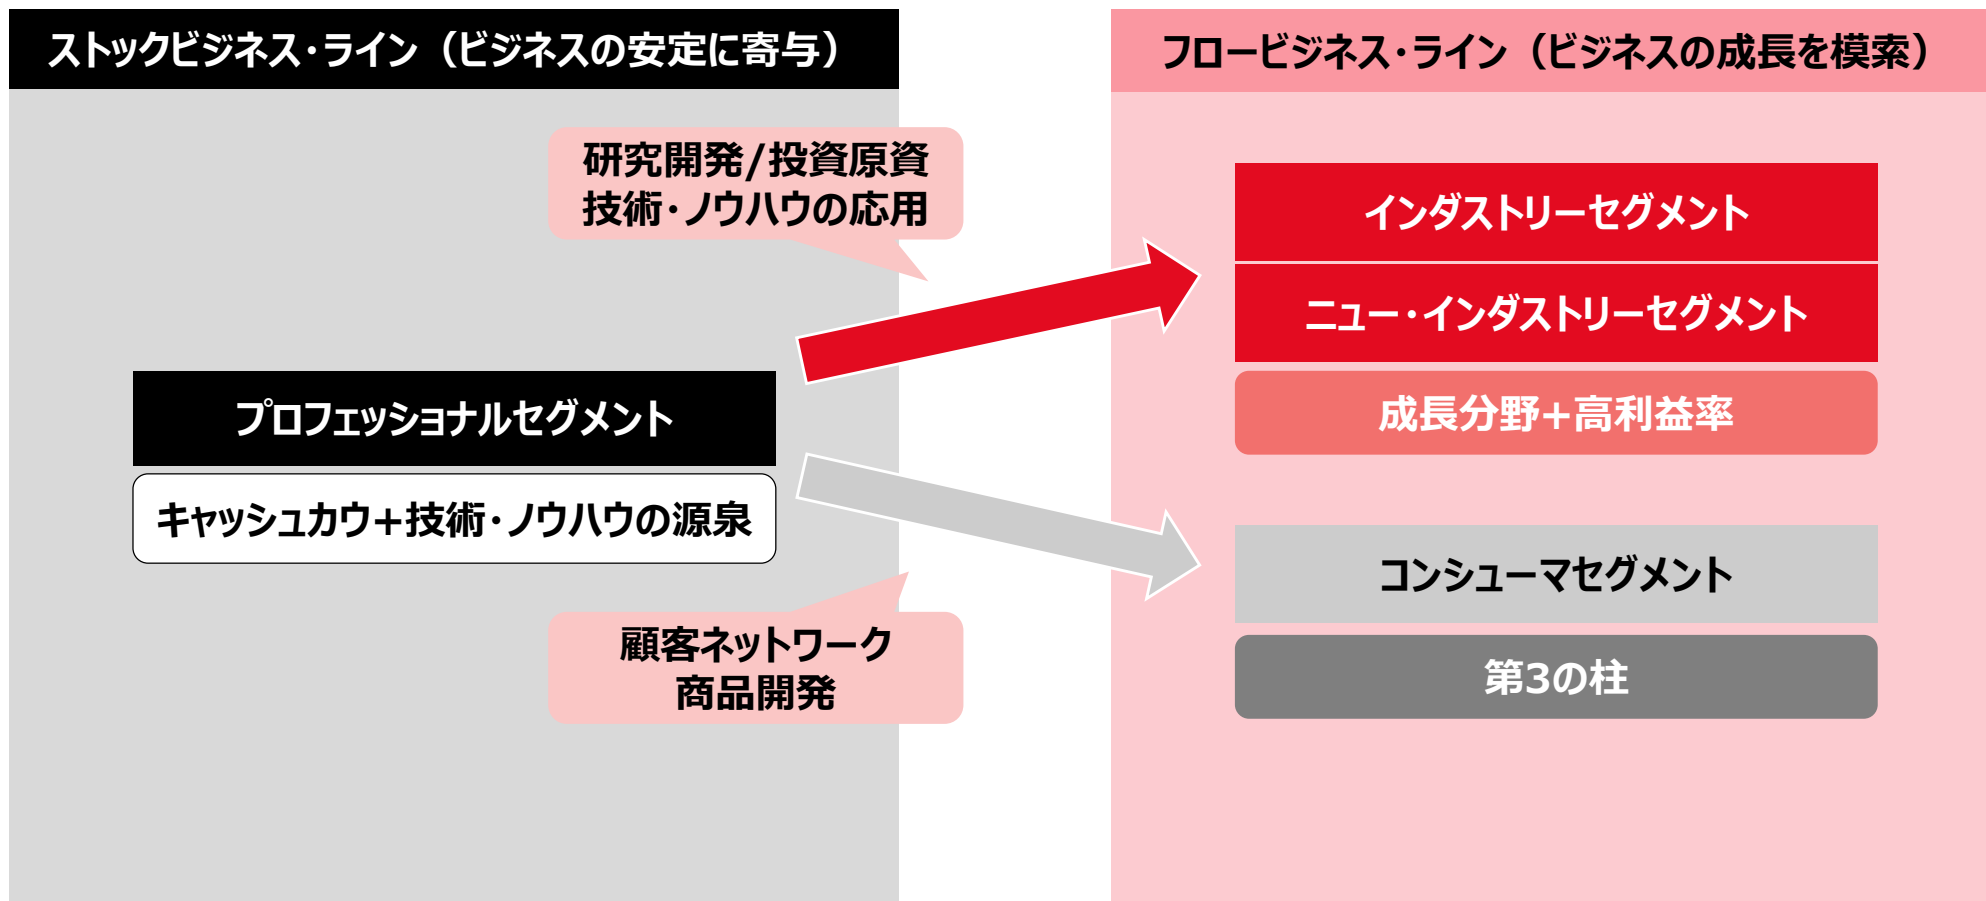 ストックビジネス・ライン（ビジネスの安定に寄与）
研究開発/投資原資
技術・ノウハウの応用
プロフェッショナルセグメント
キャッシュカウ+技術・ノウハウの源泉
顧客ネットワーク
商品開発
フロービジネス・ライン（ビジネスの成長を模索）
インダストリーセグメント
ニュー・インダストリーセグメント
成長分野+高利益率
コンシューマセグメント
第3の柱